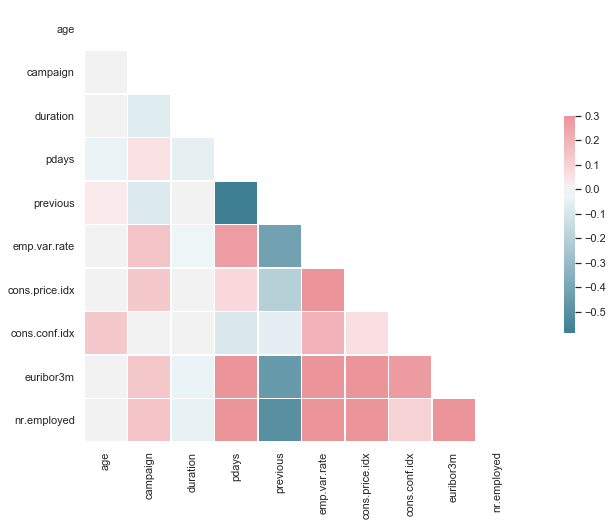 age
campaign
duration
pdays
previous
emp.var.rate
cons.price.idx
cons.conf.idx
euribor3m
nr.employed
age
campaign
duration
pdays
previous
emp.var.rate
cons.price.idx
cons.conf.idx
euribor3m
nr.employed
0.3
0.2
0.1
0.0
−0.1
−0.2
−0.3
−0.4
−0.5